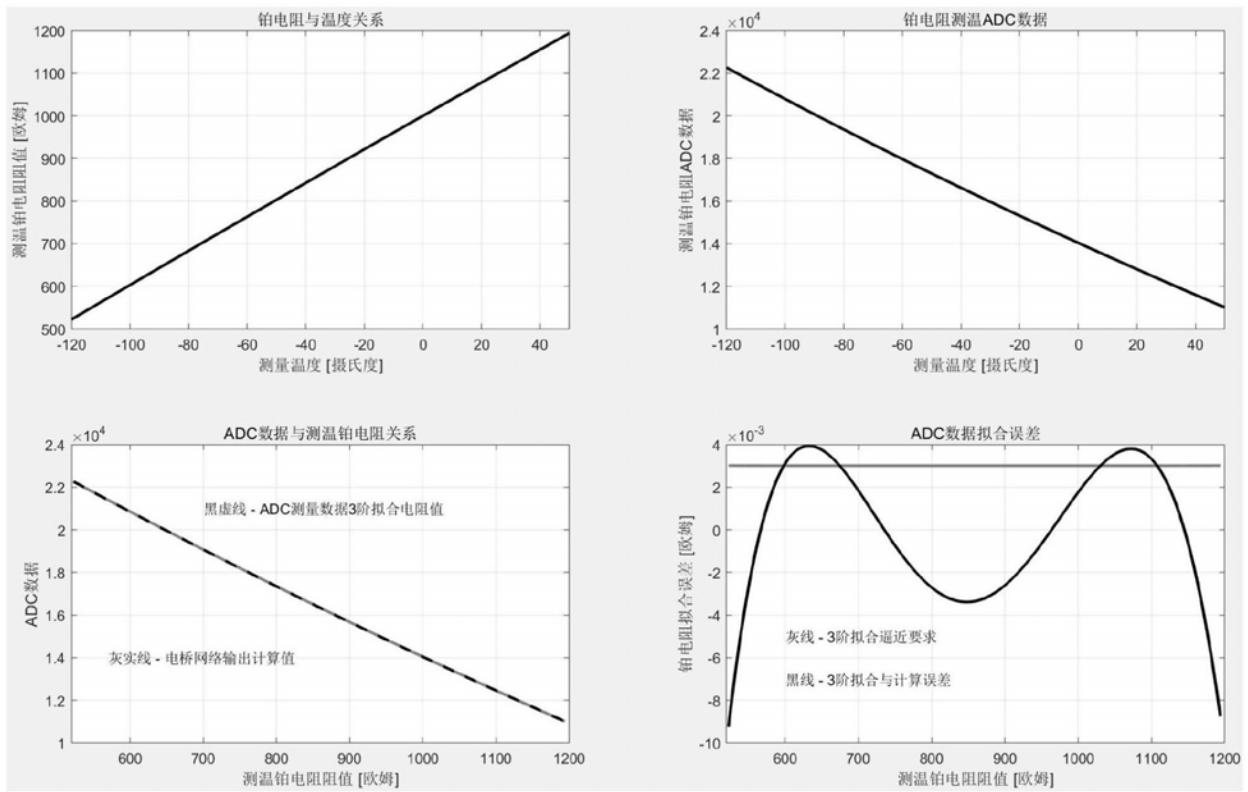 铂电阻与温度关系
测温铂电阻阻值 [欧姆]
1200
1100
1000
900
800
700
600
500
-120 -100 -80 -60 -40 -20 0 20 40
测量温度 [摄氏度]
铂电阻测温ADC数据
×10⁴
测温铂电阻ADC数据
2.4
2.2
2
1.8
1.6
1.4
1.2
1
-120 -100 -80 -60 -40 -20 0 20 40
测量温度 [摄氏度]
ADC数据与测温铂电阻关系
×10⁴
ADC数据
2.4
2.2
2
1.8
1.6
1.4
1.2
1
黑虚线 - ADC测量数据3阶拟合电阻值
灰实线 - 电桥网络输出计算值
600 700 800 900 1000 1100 1200
测温铂电阻阻值 [欧姆]
ADC数据拟合误差
×10⁻³
铂电阻拟合误差 [欧姆]
4
2
0
-2
-4
-6
-8
-10
灰线 - 3阶拟合逼近要求
黑线 - 3阶拟合与计算误差
600 700 800 900 1000 1100 1200
测温铂电阻阻值 [欧姆]